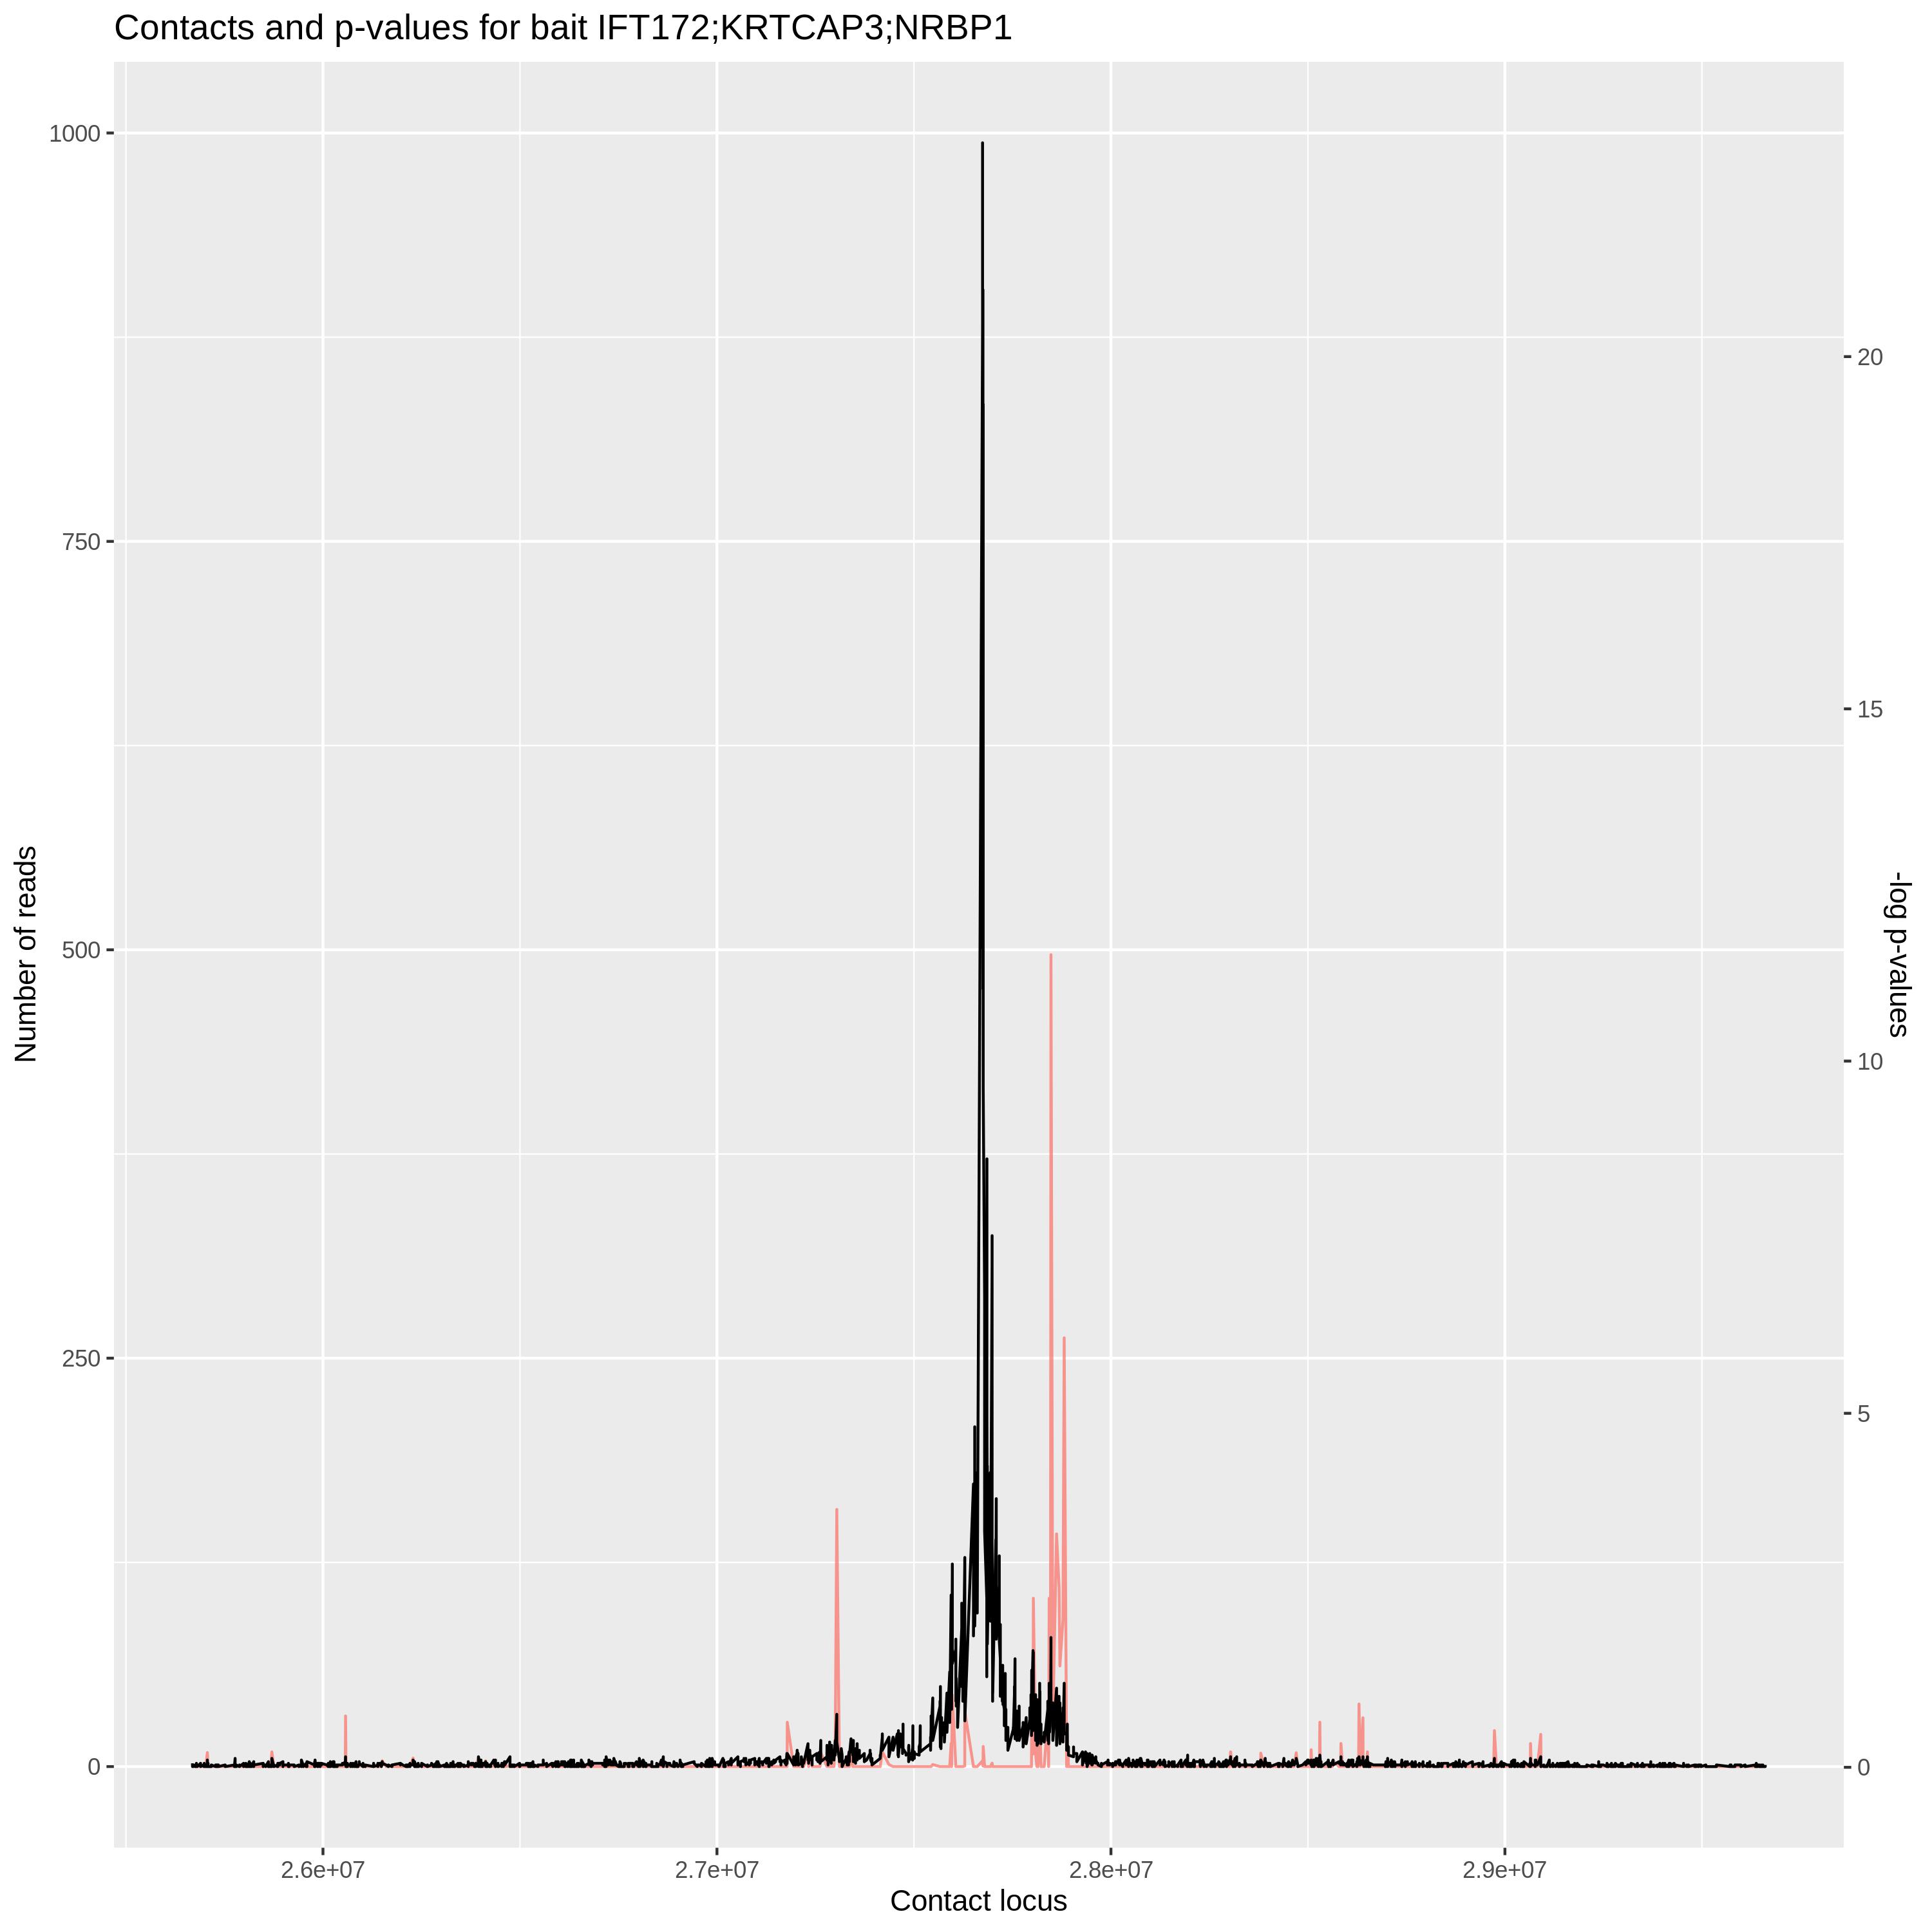 Contacts and p-values for bait IFT172;KRTCAP3;NRBP1
1000
750
500
250
0
Number of reads
20
15
10
5
0
-log p-values
2.6e+07
2.7e+07
2.8e+07
2.9e+07
Contact locus